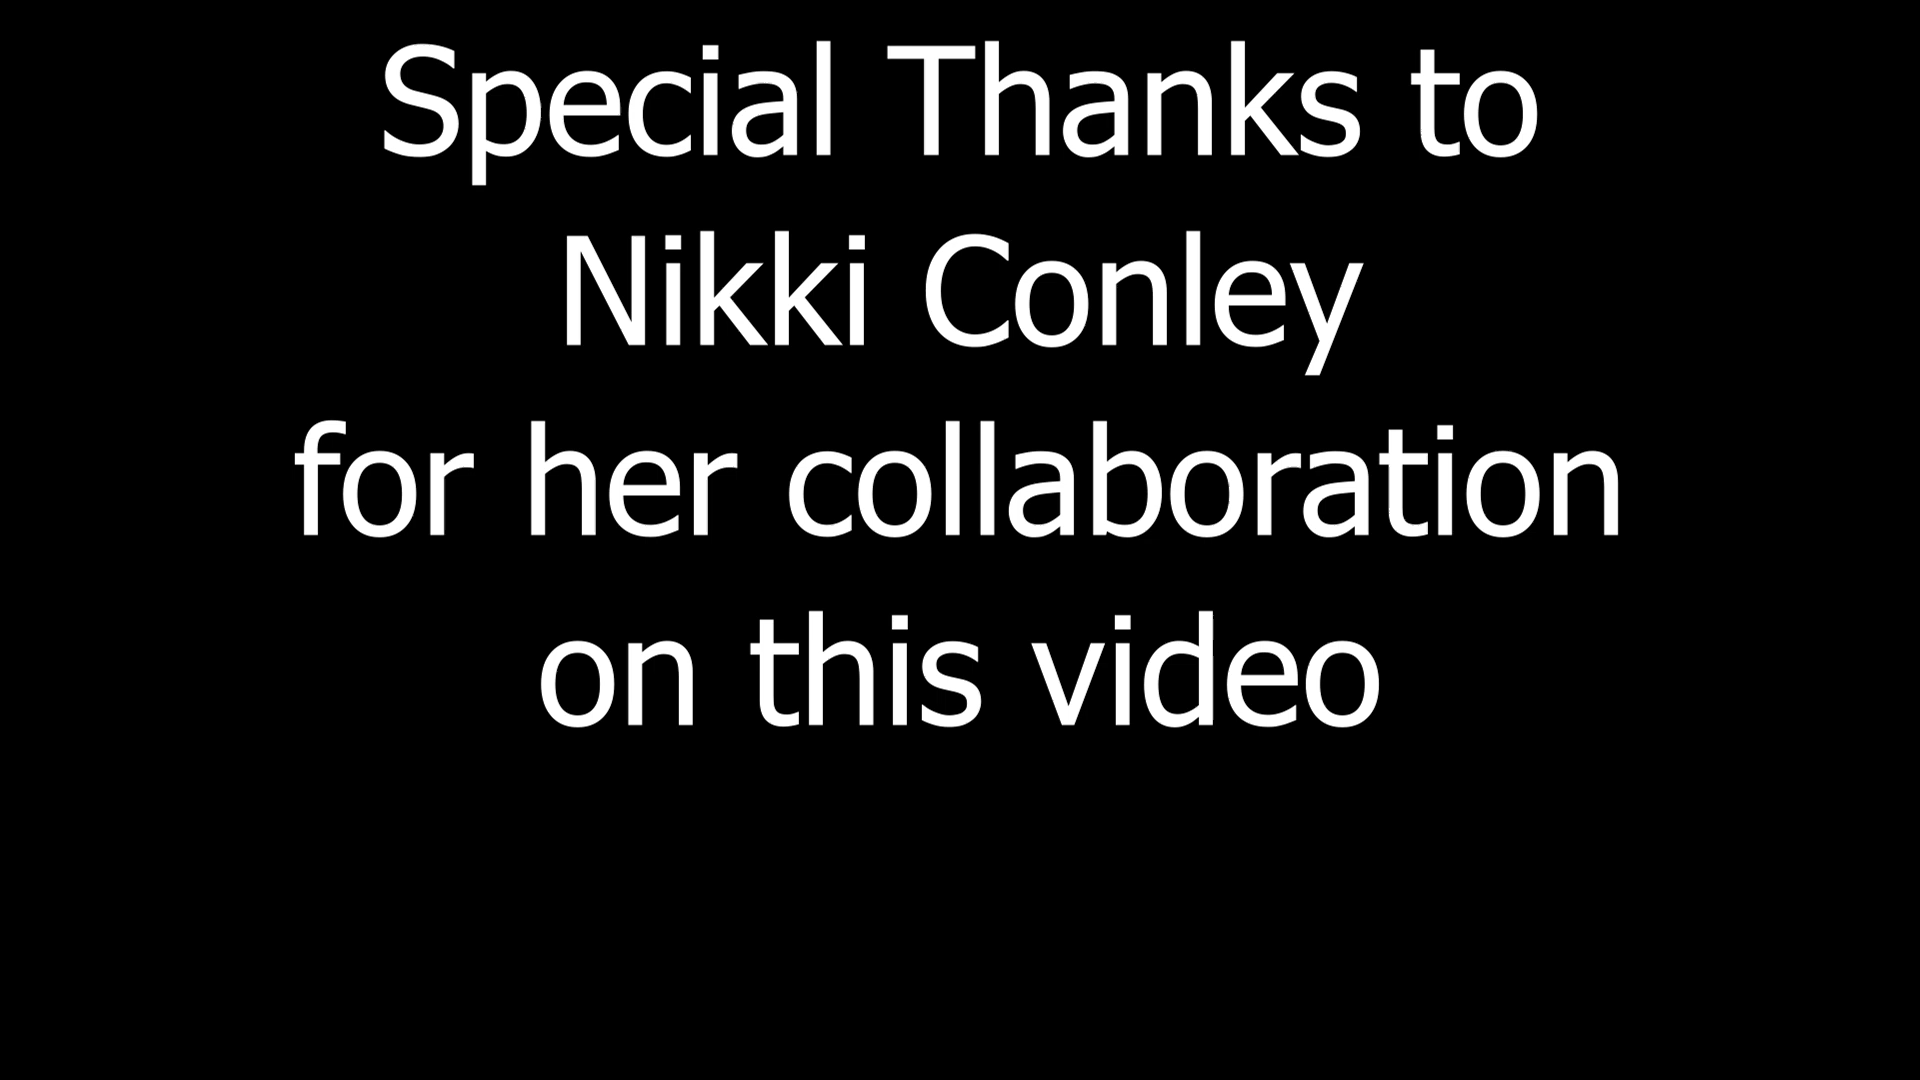 Special Thanks to
Nikki Conley
for her collaboration
on this video